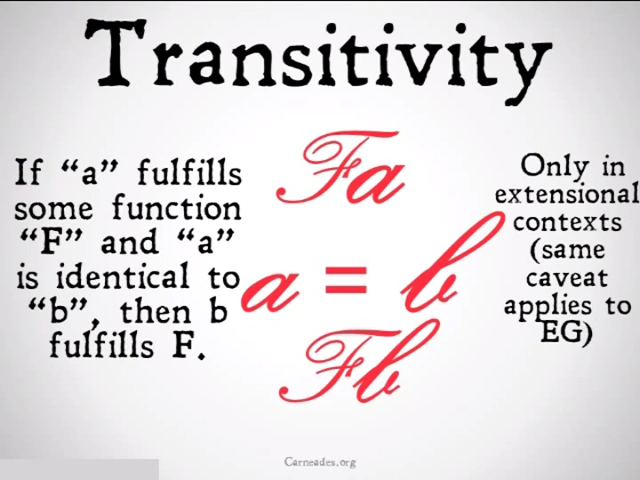 Transitivity
If “a” fulfills
some function
“F” and “a”
is identical to
“b”, then b
fulfills F.
Fa
a = b
Fb
Only in
extensional
contexts
(same
caveat
applies to
EG)
Carneades.org